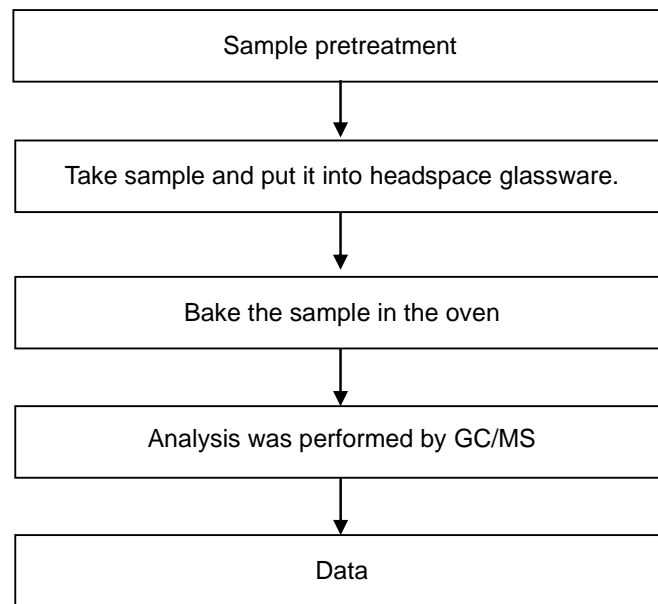 Sample pretreatment
Take sample and put it into headspace glassware.
Bake the sample in the oven
Analysis was performed by GC/MS
Data